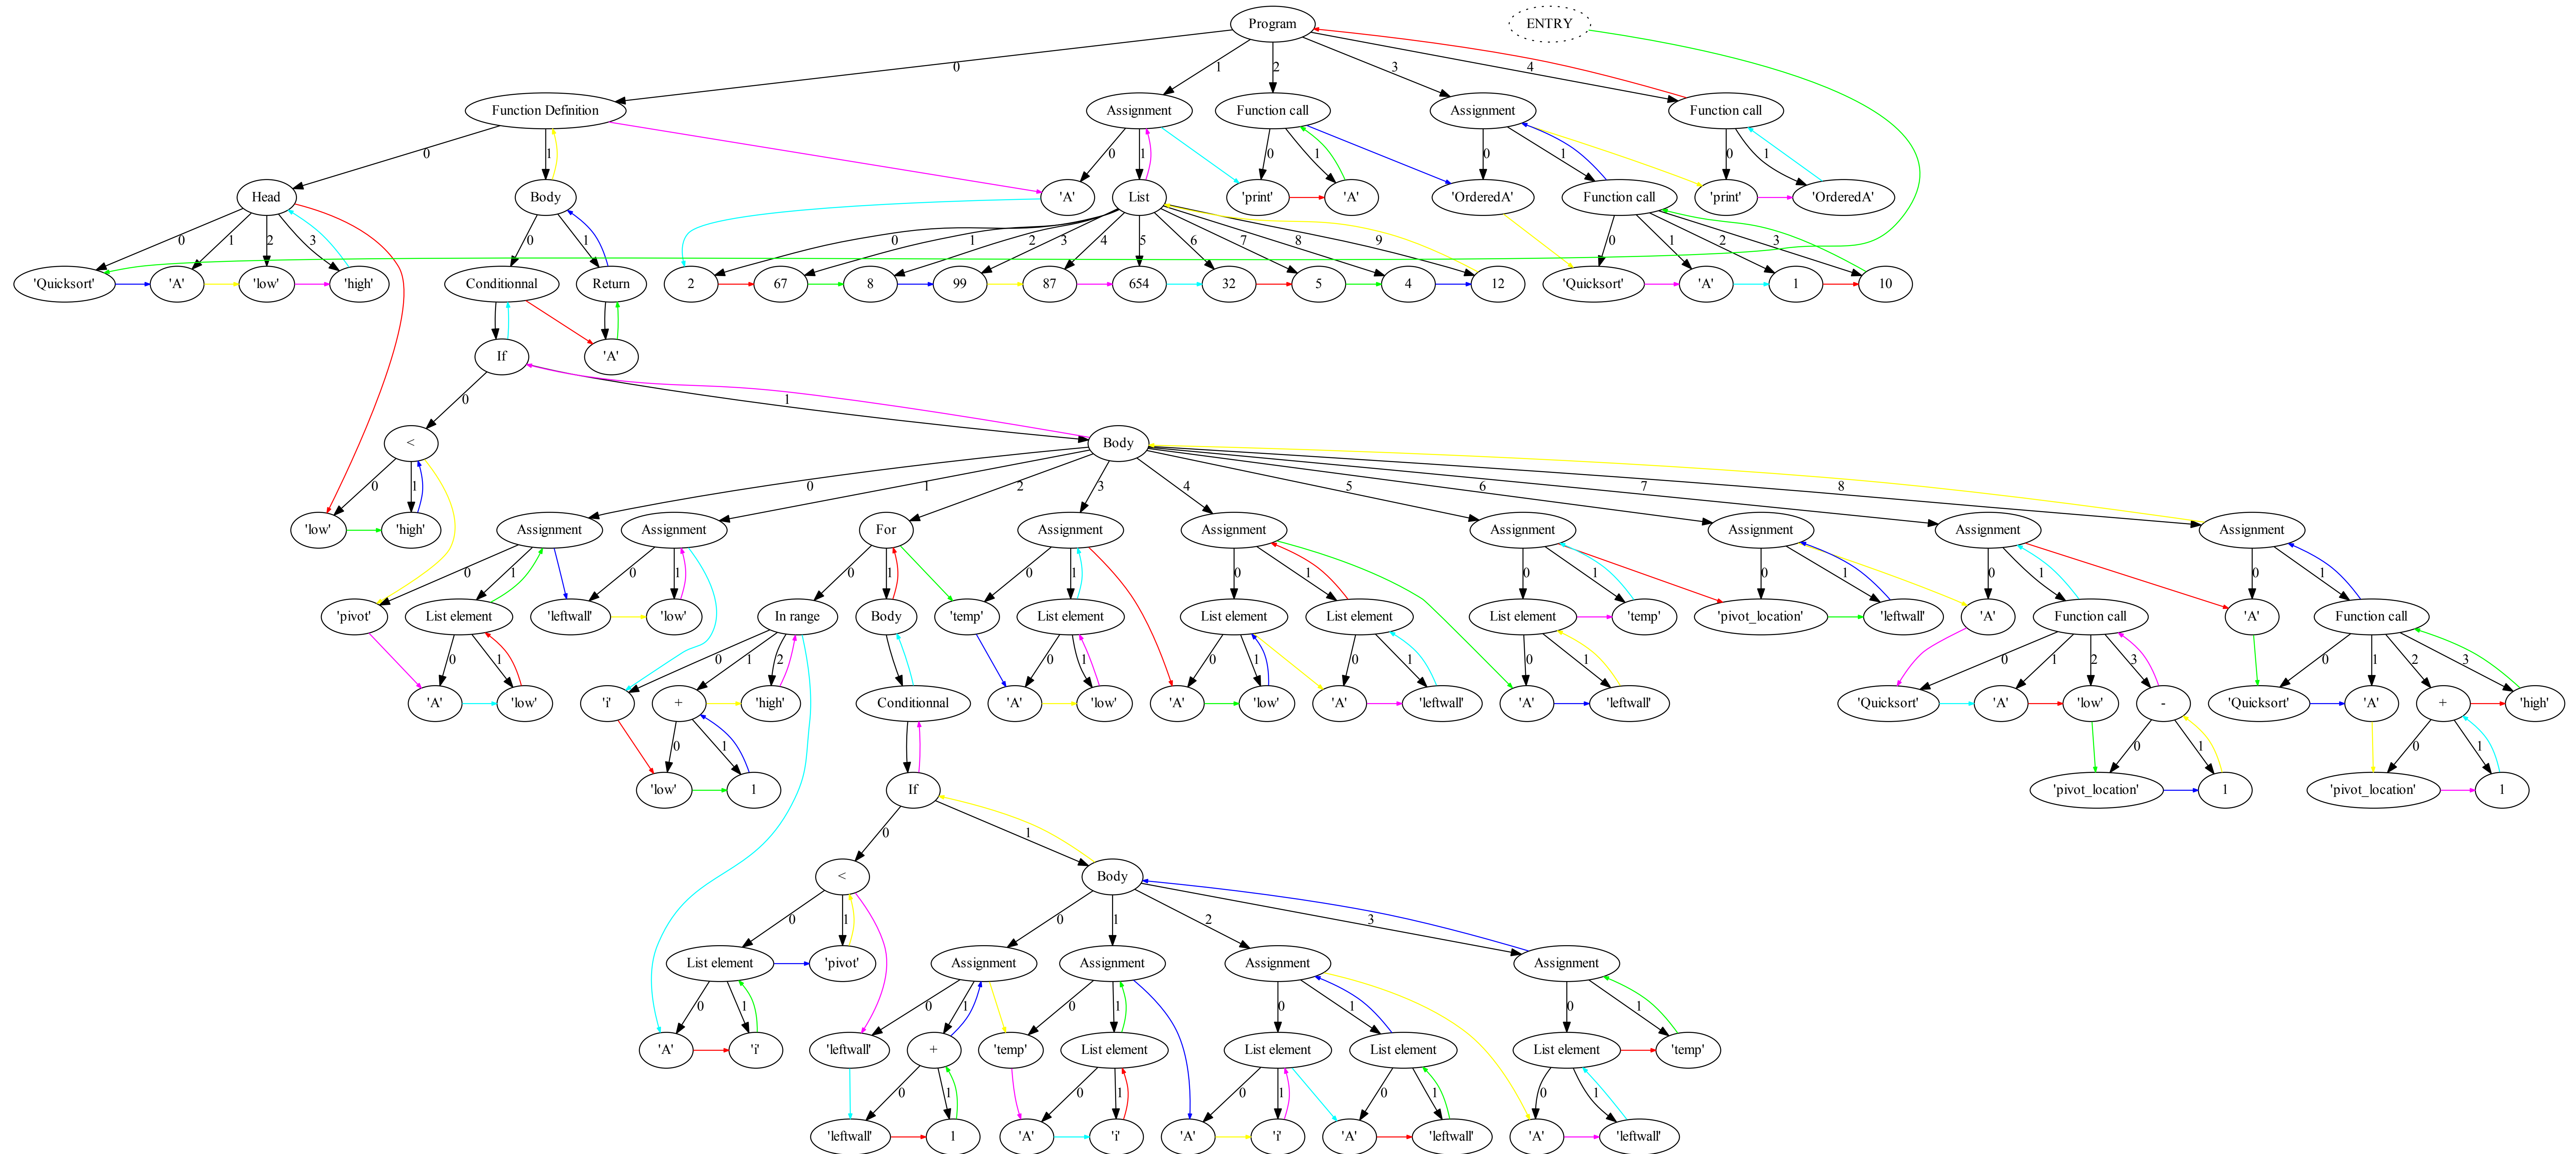 Program ENTRY
0 1 2 3 4
Function Definition Assignment Function call Assignment Function call
0 1 0 1 0 1 0 1 0 1
Head Body 'A' List 'print' 'A' 'OrderedA' Function call 'print' 'OrderedA'
0 1 2 3 0 1 0 1 2 3 4 5 6 7 8 9 0 1 2 3
'Quicksort' 'A' 'low' 'high' Conditionnal Return 2 67 8 99 87 654 32 5 4 12 'Quicksort' 'A' 1 10
If 'A'
0 1
< Body
0 1 0 1 2 3 4 5 6 7 8
'low' 'high' Assignment Assignment For Assignment Assignment Assignment Assignment Assignment Assignment
0 1 0 1 0 1 0 1 0 1 0 1 0 1 0 1 0 1
'pivot' List element 'leftwall' 'low' In range Body 'temp' List element List element List element List element 'temp' 'pivot_location' 'leftwall' 'A' Function call 'A' Function call
0 1 0 1 2 0 1 0 1 0 1 0 1 0 1 2 3 0 1 2 3
'A' 'low' 'i' + 'high' Conditionnal 'A' 'low' 'A' 'low' 'A' 'leftwall' 'A' 'leftwall' 'Quicksort' 'A' 'low' - 'Quicksort' 'A' + 'high'
0 1 0 1 0 1
'low' 1 If 'pivot_location' 1 'pivot_location' 1
0 1
< Body
0 1 0 1 2 3
List element 'pivot' Assignment Assignment Assignment Assignment
0 1 0 1 0 1 0 1 0 1
'A' 'i' 'leftwall' + 'temp' List element List element List element List element 'temp'
0 1 0 1 0 1 0 1 0 1
'leftwall' 1 'A' 'i' 'A' 'i' 'A' 'leftwall' 'A' 'leftwall'